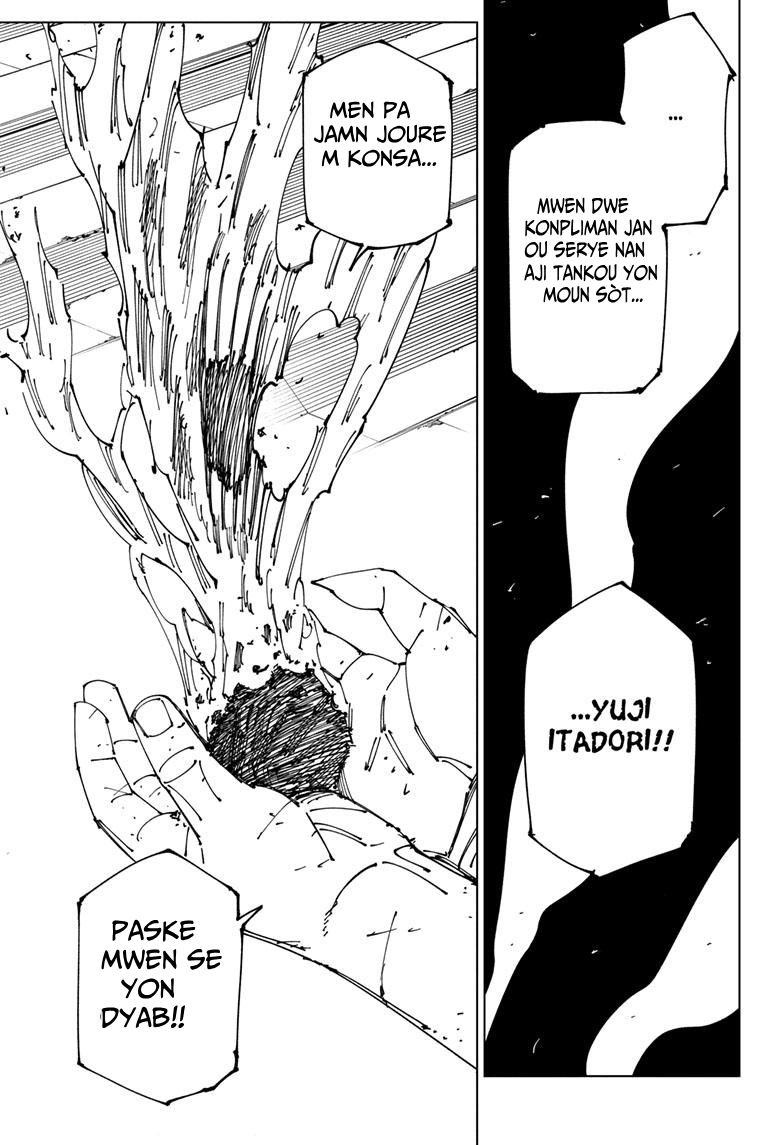 ...
MWEN DWE
KONPLIMAN JAN
OU SERYE NAN
AJI TANKOU YON
MOUN SÒT...
...YUJI
ITADORI!!
MEN PA
JAMN JOURE
M KONSA...
PASKE
MWEN SE
YON
DYAB!!